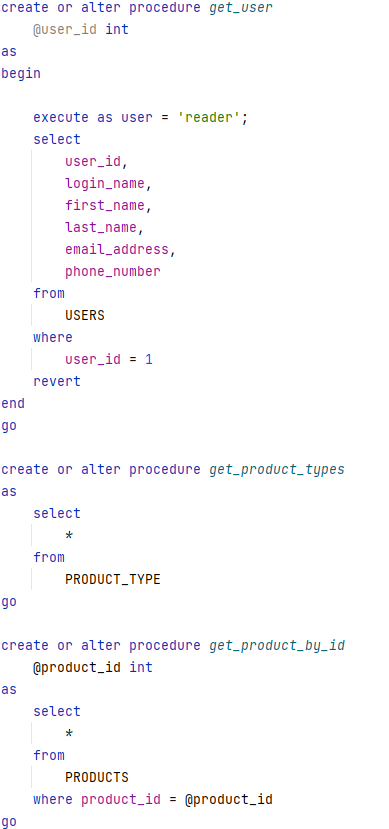 create or alter procedure get_user
@user_id int
as
begin
execute as user = 'reader';
select
user_id,
login_name,
first_name,
last_name,
email_address,
phone_number
from
USERS
where
user_id = 1
revert
end
go
create or alter procedure get_product_types
as
select
*
from
PRODUCT_TYPE
go
create or alter procedure get_product_by_id
@product_id int
as
select
*
from
PRODUCTS
where product_id = @product_id
go